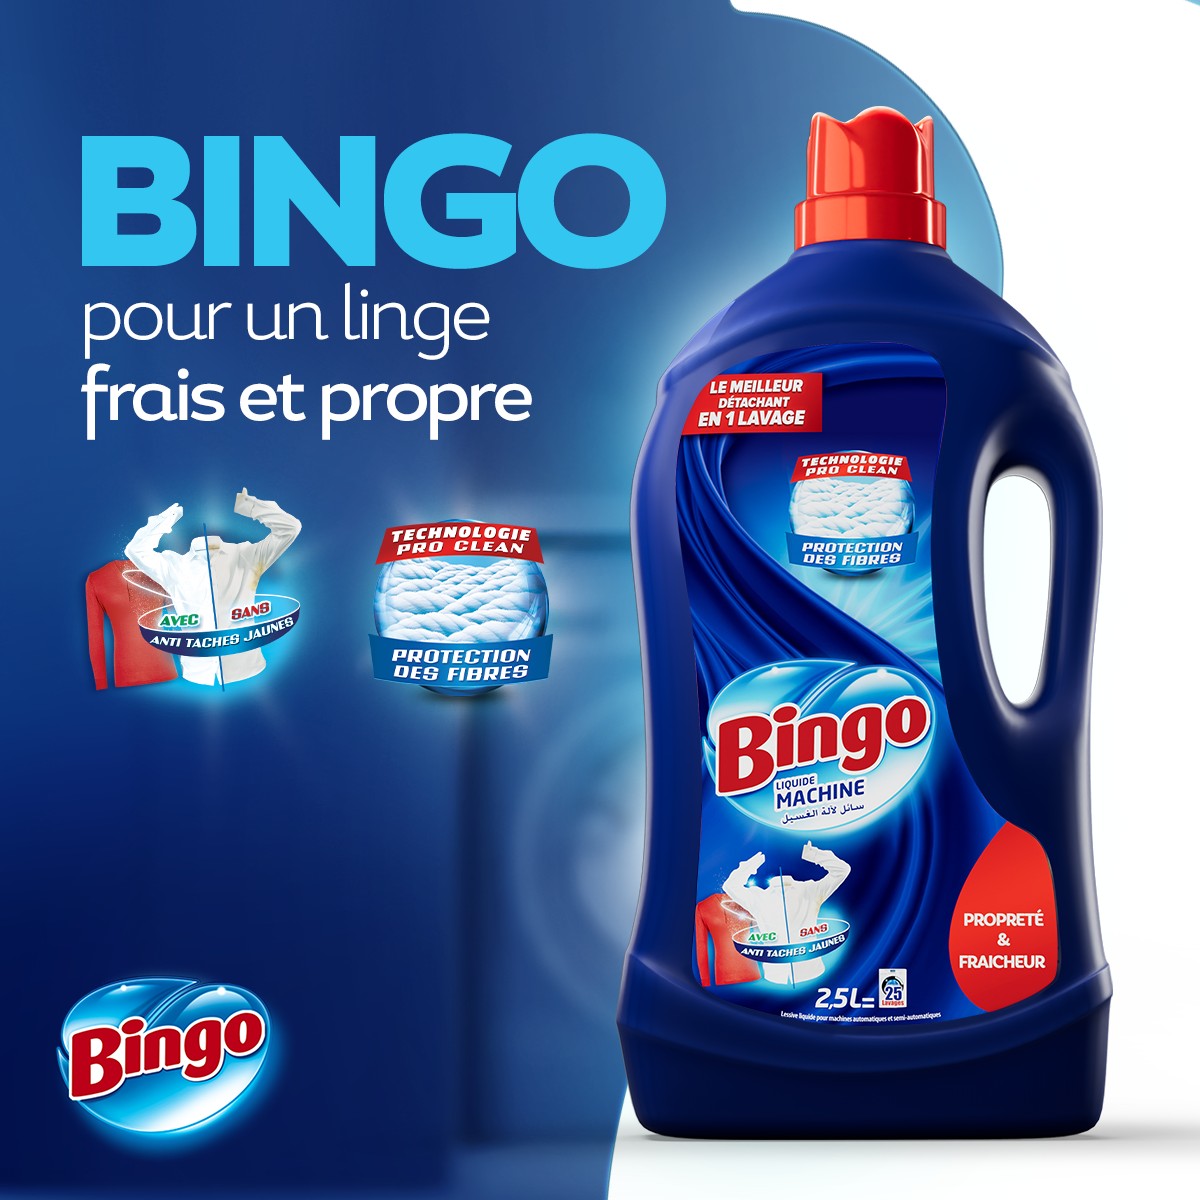 BINGO
pour un linge
frais et propre
AVEC SANS
ANTI TACHES JAUNES
TECHNOLOGIE
PRO CLEAN
PROTECTION
DES FIBRES
Bingo
LE MEILLEUR
DÉTACHANT
EN 1 LAVAGE
TECHNOLOGIE
PRO CLEAN
PROTECTION
DES FIBRES
Bingo
LIQUIDE
MACHINE
سائل لآلة الغسيل
AVEC SANS
ANTI TACHES JAUNES
2,5L= 25
Lavages
Lessive liquide pour machines automatiques et semi-automatiques
PROPRETÉ
&
FRAICHEUR